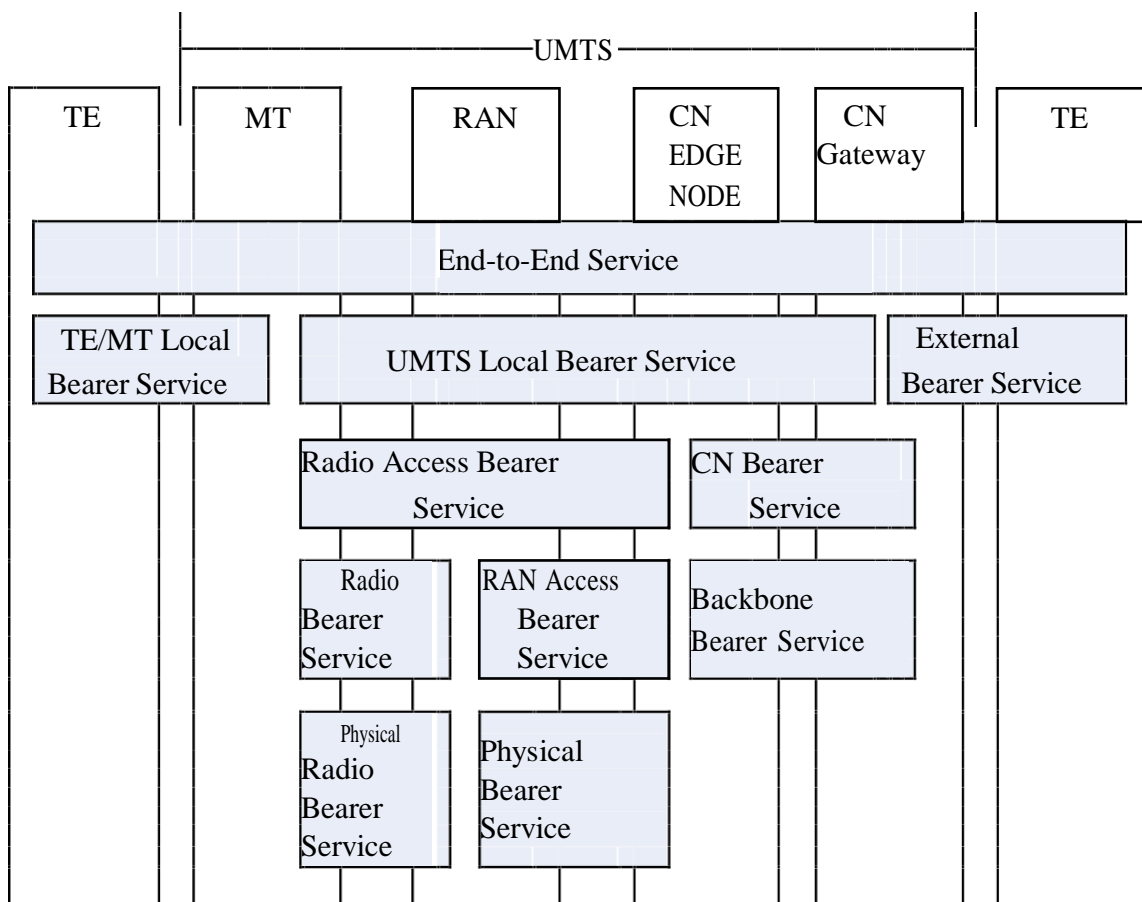 UMTS
TE
MT
RAN
CN
EDGE
NODE
CN
Gateway
TE
End-to-End Service
TE/MT Local
Bearer Service
UMTS Local Bearer Service
External
Bearer Service
Radio Access Bearer
Service
CN Bearer
Service
Radio
Bearer
Service
RAN Access
Bearer
Service
Backbone
Bearer Service
Physical
Radio
Bearer
Service
Physical
Bearer
Service